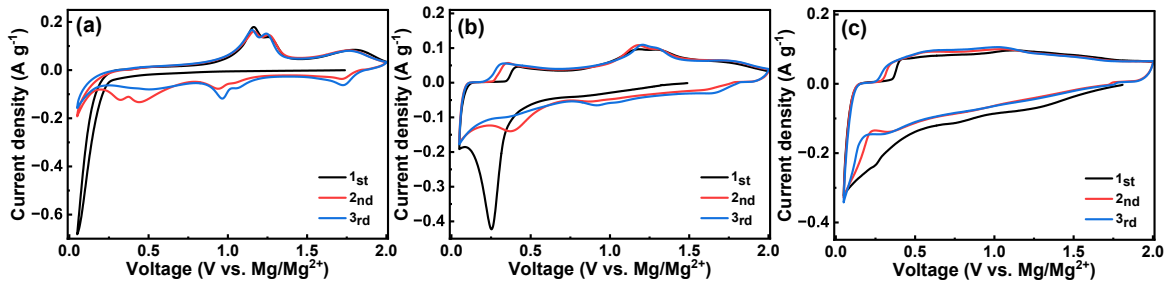 (a)
Current density (A g⁻¹)
0.2
0.0
−0.2
−0.4
−0.6
1st
2nd
3rd
0.0 0.5 1.0 1.5 2.0
Voltage (V vs. Mg/Mg²⁺)
(b)
Current density (A g⁻¹)
0.2
0.1
0.0
−0.1
−0.2
−0.3
−0.4
1st
2nd
3rd
0.0 0.5 1.0 1.5 2.0
Voltage (V vs. Mg/Mg²⁺)
(c)
Current density (A g⁻¹)
0.2
0.0
−0.2
−0.4
1st
2nd
3rd
0.0 0.5 1.0 1.5 2.0
Voltage (V vs. Mg/Mg²⁺)